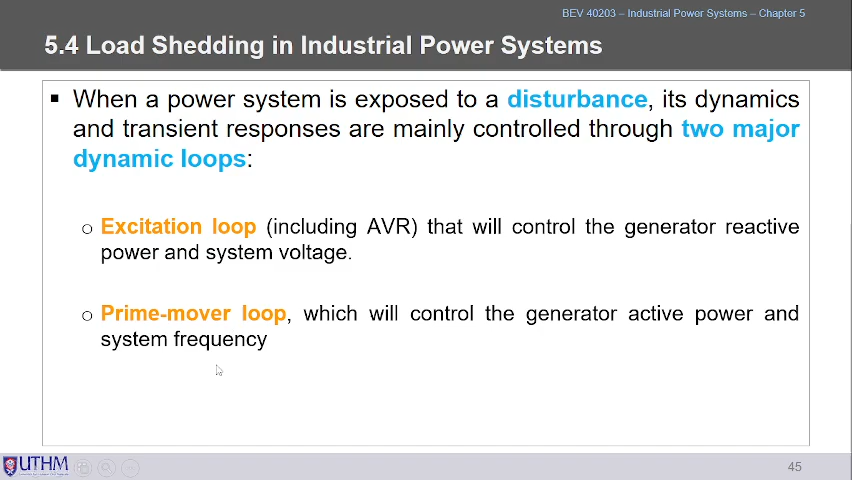 BEV 40203 – Industrial Power Systems – Chapter 5
5.4 Load Shedding in Industrial Power Systems
▪ When a power system is exposed to a disturbance, its dynamics
and transient responses are mainly controlled through two major
dynamic loops:
o Excitation loop (including AVR) that will control the generator reactive
power and system voltage.
o Prime-mover loop, which will control the generator active power and
system frequency
UTHM
45